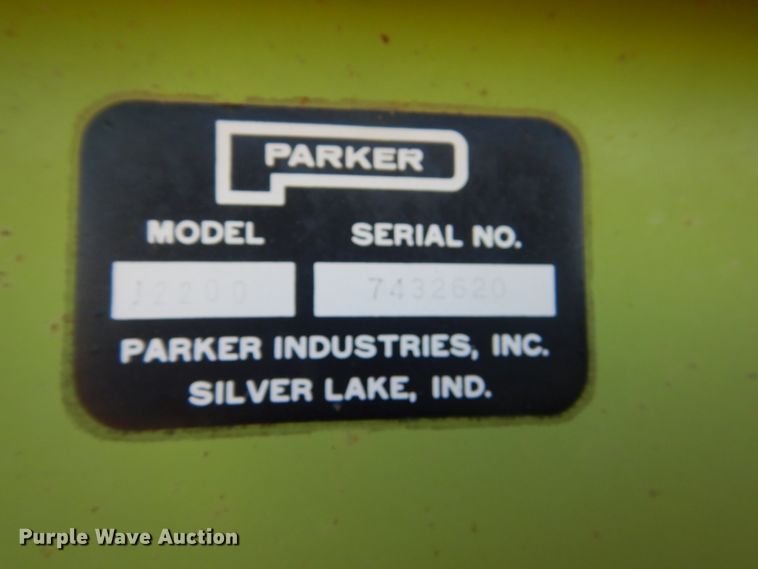 PARKER
MODEL SERIAL NO.
J2200 7432620
PARKER INDUSTRIES, INC.
SILVER LAKE, IND.
Purple Wave Auction